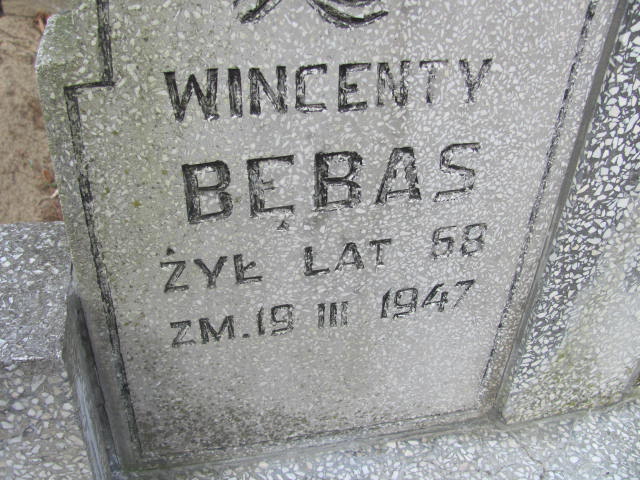 WINCENTY
BĘBAS
ŻYŁ LAT 68
ZM. 19 III 1947